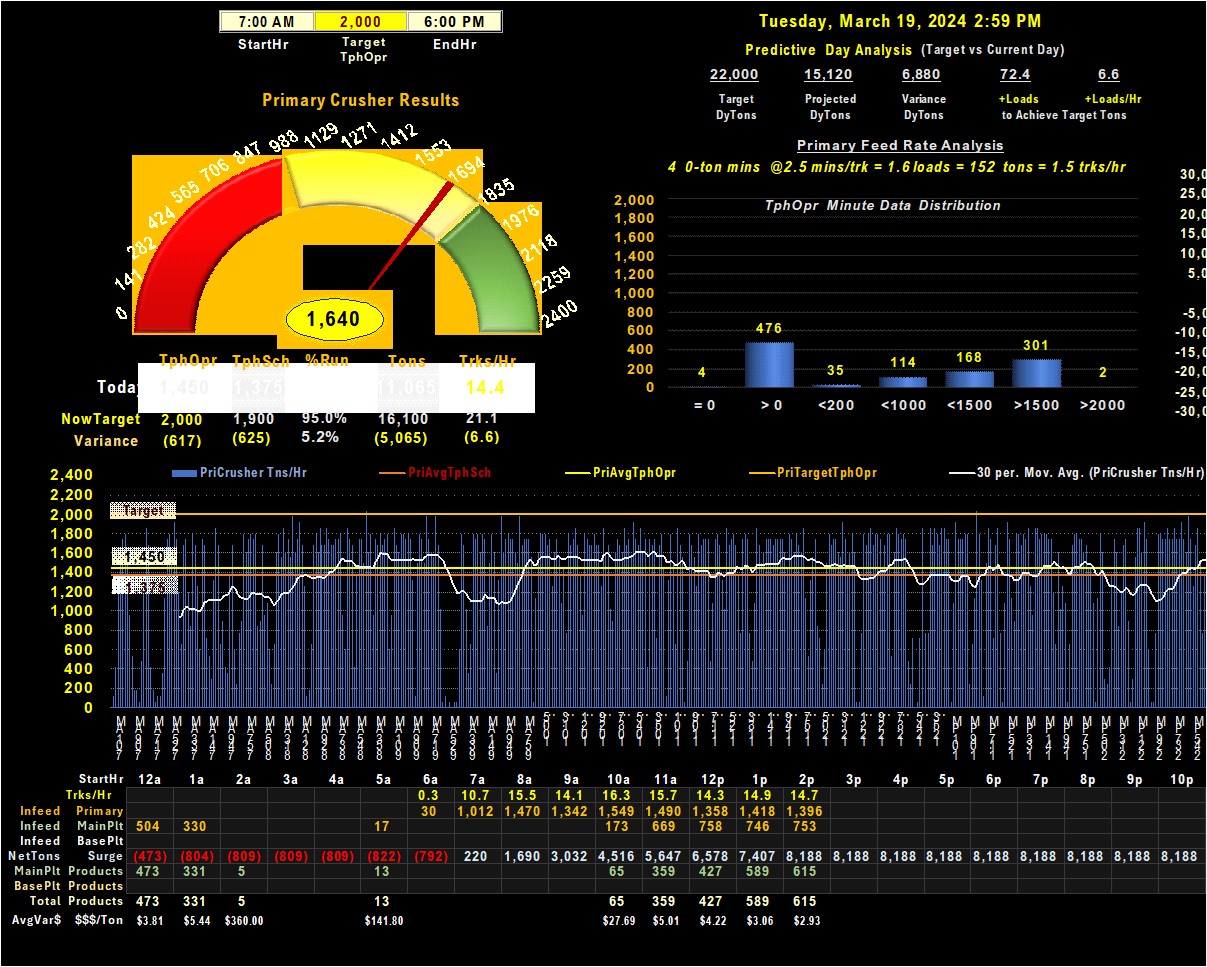 7:00 AM 2,000 6:00 PM
StartHr Target TphOpr EndHr
Tuesday, March 19, 2024 2:59 PM
Predictive Day Analysis (Target vs Current Day)
22,000 15,120 6,880 72.4 6.6
Target Projected Variance +Loads +Loads/Hr
DyTons DyTons DyTons to Achieve Target Tons
Primary Crusher Results
0 141 282 424 565 706 847 988 1129 1271 1412 1553 1694 1835 1976 2118 2259 2400
1,640
TphOpr TphSch %Run Tons Trks/Hr
Today 1,450 1,375 11,065 14.4
NowTarget 2,000 1,900 95.0% 16,100 21.1
Variance (617) (625) 5.2% (5,065) (6.6)
Primary Feed Rate Analysis
4 0-ton mins @2.5 mins/trk = 1.6 loads = 152 tons = 1.5 trks/hr
TphOpr Minute Data Distribution
2,000
1,800
1,600
1,400
1,200
1,000
800
600
400
200
0
4 476 35 114 168 301 2
= 0 > 0 <200 <1000 <1500 >1500 >2000
30,0
25,0
20,0
15,0
10,0
5,0
-5,0
-10,0
-15,0
-20,0
-25,0
-30,0
PriCrusher Tns/Hr PriAvgTphSch PriAvgTphOpr PriTargetTphOpr 30 per. Mov. Avg. (PriCrusher Tns/Hr)
2,400
2,200
2,000
1,800
1,600
1,400
1,200
1,000
800
600
400
200
0
Target
1,450
StartHr 12a 1a 2a 3a 4a 5a 6a 7a 8a 9a 10a 11a 12p 1p 2p 3p 4p 5p 6p 7p 8p 9p 10p
Trks/Hr 0.3 10.7 15.5 14.1 16.3 15.7 14.3 14.9 14.7
Infeed Primary 30 1,012 1,470 1,342 1,549 1,490 1,358 1,418 1,396
Infeed MainPlt 504 330 17 173 669 758 746 753
Infeed BasePlt
NetTons Surge (473) (804) (809) (809) (809) (822) (792) 220 1,690 3,032 4,516 5,647 6,578 7,407 8,188 8,188 8,188 8,188 8,188 8,188 8,188 8,188 8,188
MainPlt Products 473 331 5 13 65 359 427 589 615
BasePlt Products
Total Products 473 331 5 13 65 359 427 589 615
AvgVar$ $$$/Ton $3.81 $5.44 $360.00 $141.80 $27.69 $5.01 $4.22 $3.06 $2.93